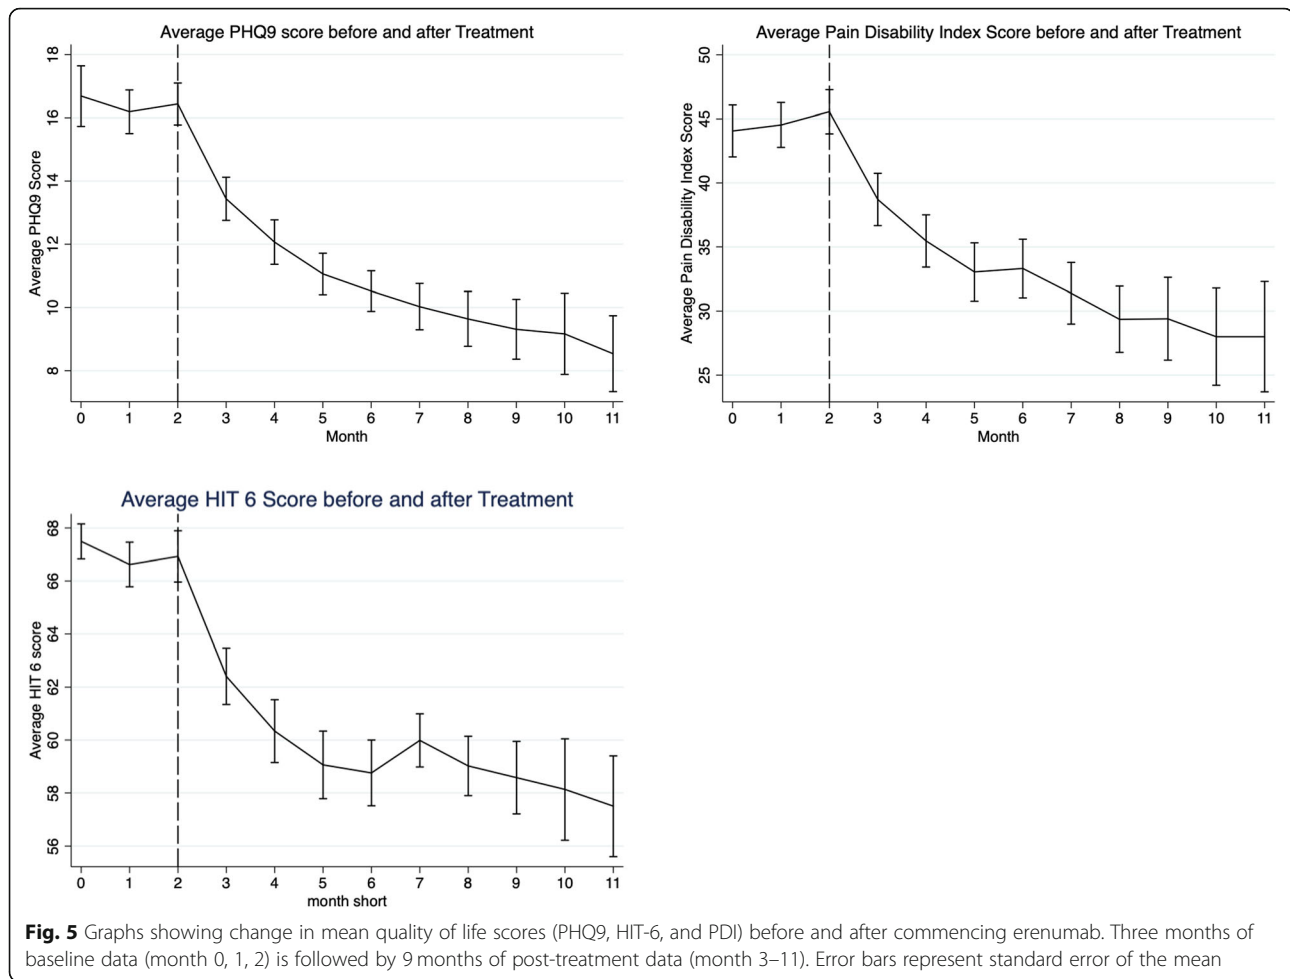 Average PHQ9 score before and after Treatment
Average PHQ9 Score
18
16
14
12
10
8
0 1 2 3 4 5 6 7 8 9 10 11
Month
Average Pain Disability Index Score before and after Treatment
Average Pain Disability Index Score
50
45
40
35
30
25
0 1 2 3 4 5 6 7 8 9 10 11
Month
Average HIT 6 Score before and after Treatment
Average HIT 6 score
68
66
64
62
60
58
56
0 1 2 3 4 5 6 7 8 9 10 11
month short
Fig. 5 Graphs showing change in mean quality of life scores (PHQ9, HIT-6, and PDI) before and after commencing erenumab. Three months of
baseline data (month 0, 1, 2) is followed by 9 months of post-treatment data (month 3–11). Error bars represent standard error of the mean